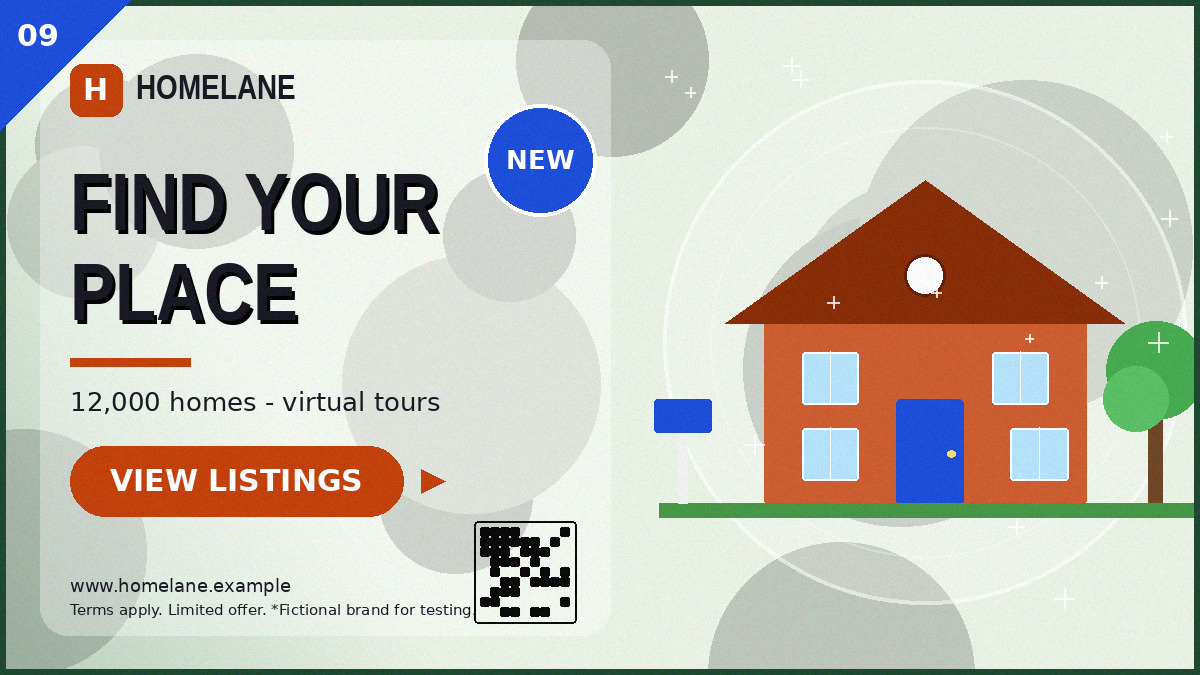 09
H HOMELANE
NEW
FIND YOUR
PLACE
12,000 homes - virtual tours
VIEW LISTINGS
www.homelane.example
Terms apply. Limited offer. *Fictional brand for testing.